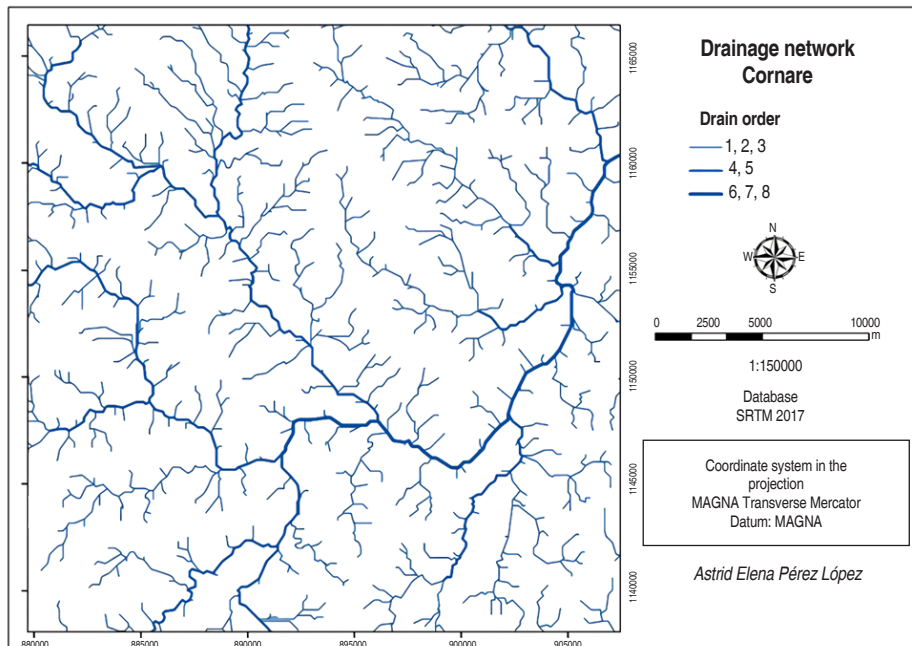 Drainage network
Cornare
Drain order
1, 2, 3
4, 5
6, 7, 8
N
W E
S
0 2500 5000 10000
m
1:150000
Database
SRTM 2017
Coordinate system in the
projection
MAGNA Transverse Mercator
Datum: MAGNA
Astrid Elena Pérez López
1165000
1160000
1155000
1150000
1145000
1140000
880000 885000 890000 895000 900000 905000